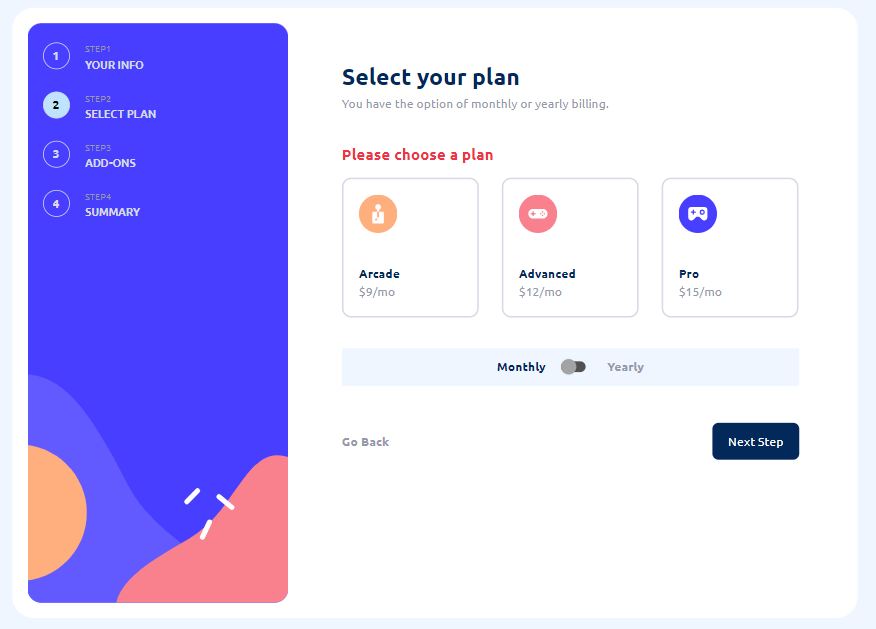 1
STEP1
YOUR INFO
2
STEP2
SELECT PLAN
3
STEP3
ADD-ONS
4
STEP4
SUMMARY
Select your plan
You have the option of monthly or yearly billing.
Please choose a plan
Arcade
$9/mo
Advanced
$12/mo
Pro
$15/mo
Monthly
Yearly
Go Back
Next Step